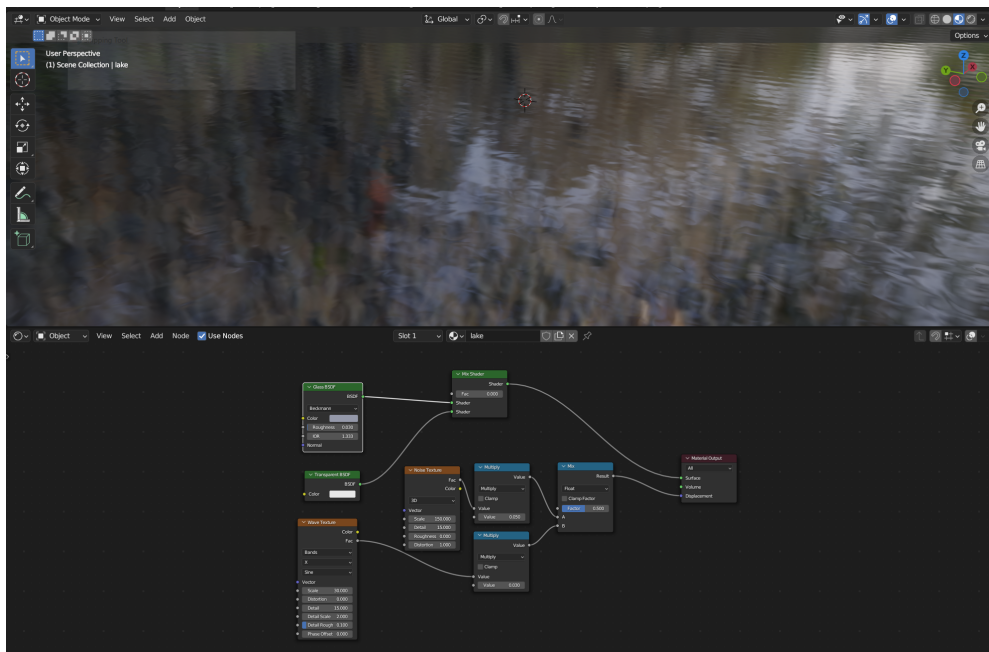 Object Mode View Select Add Object Global
Options
User Perspective
(1) Scene Collection | lake
Z
Y
X
Object View Select Add Node Use Nodes Slot 1 lake
Mix Shader
Shader
Fac 0.000
Shader
Shader
Glass BSDF
BSDF
Beckmann
Color
Roughness 0.030
IOR 1.333
Normal
Transparent BSDF
BSDF
Color
Noise Texture
Fac
Color
3D
Vector
Scale 150.000
Detail 15.000
Roughness 0.000
Distortion 1.000
Multiply
Value
Multiply
Clamp
Value
Value 0.050
Mix
Result
Float
Clamp Factor
Factor 0.500
A
B
Material Output
All
Surface
Volume
Displacement
Wave Texture
Color
Fac
Bands
X
Sine
Vector
Scale 30.000
Distortion 0.000
Detail 15.000
Detail Scale 2.000
Detail Rough 0.100
Phase Offset 0.000
Multiply
Value
Multiply
Clamp
Value
Value 0.030